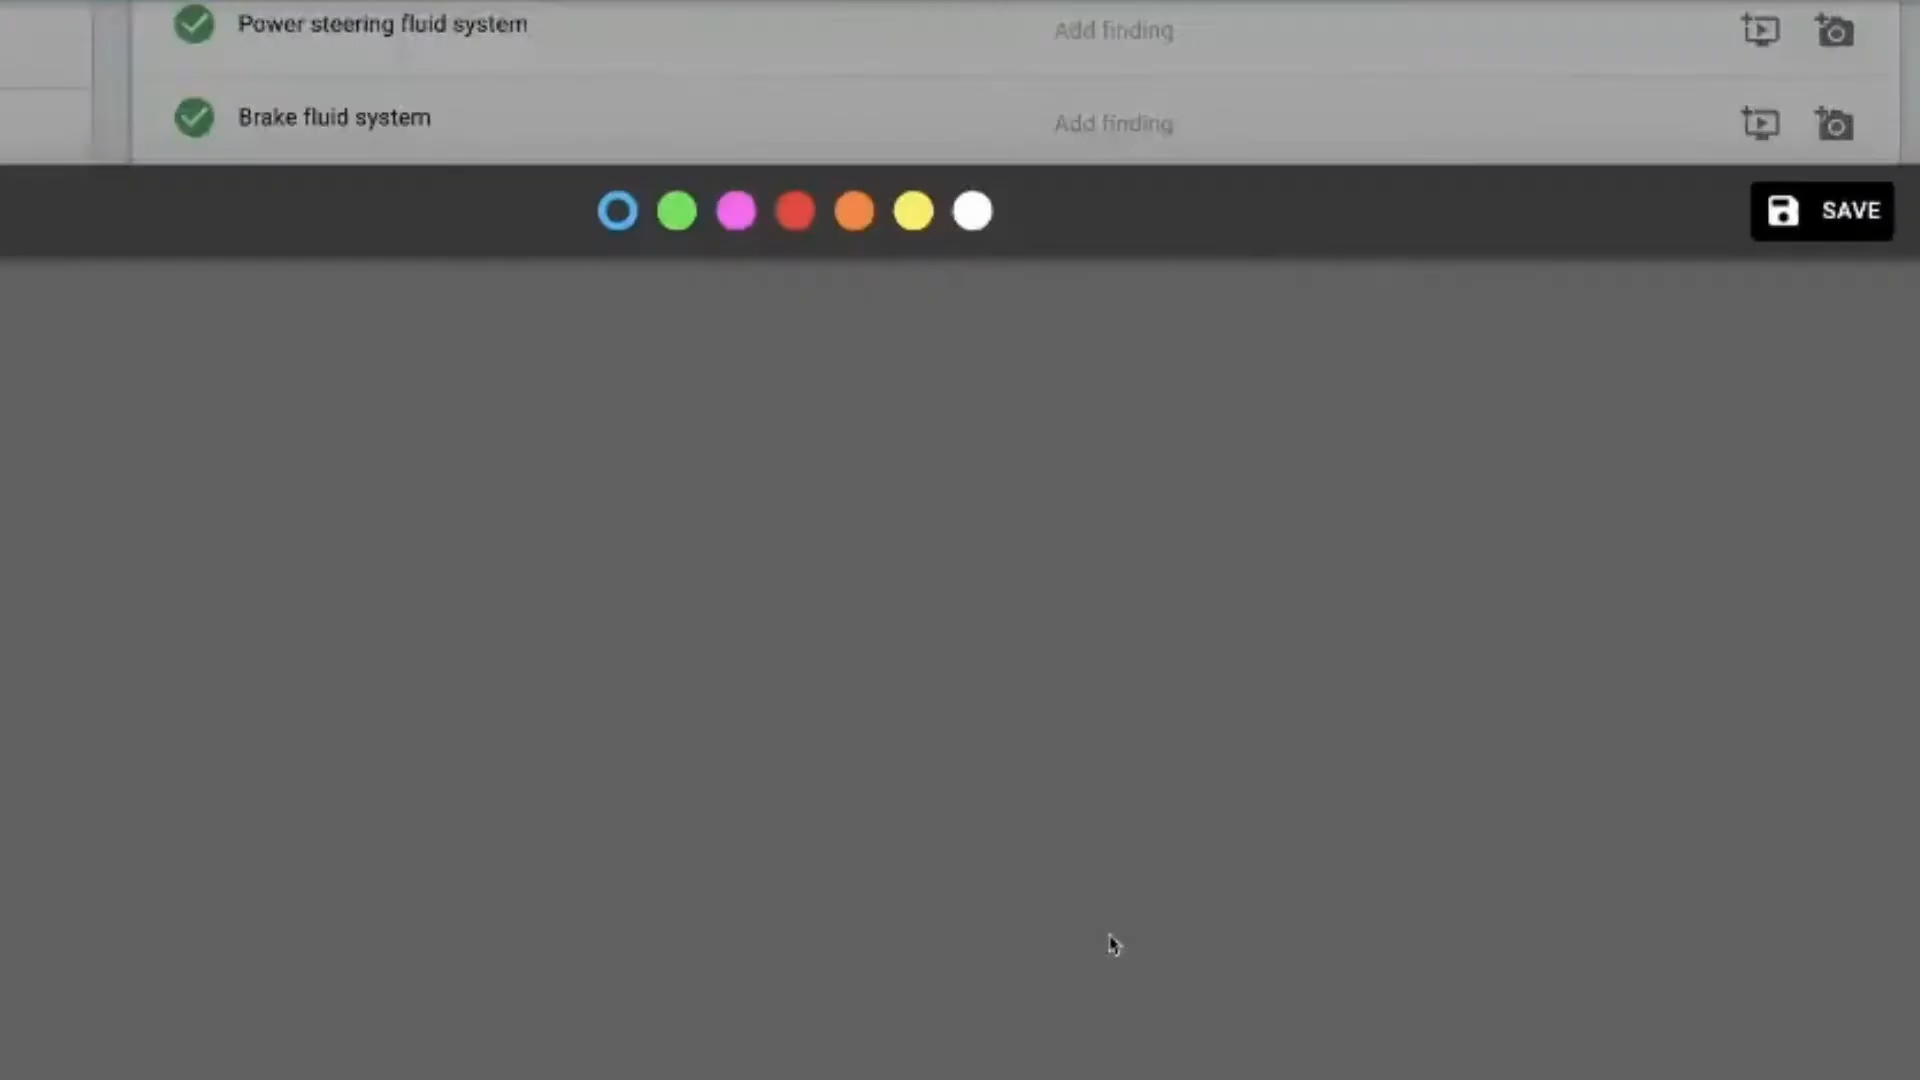 Power steering fluid system
Add finding
Brake fluid system
Add finding
SAVE